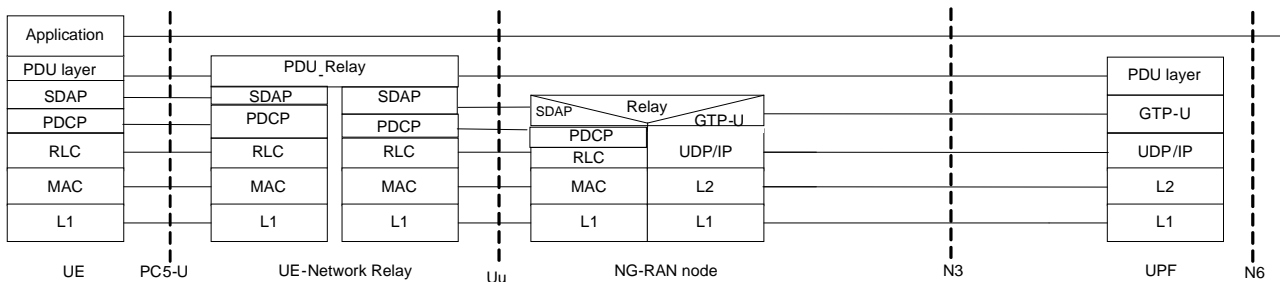 Application
PDU layer
SDAP
PDCP
RLC
MAC
L1
UE
PC5-U
PDU Relay
SDAP
PDCP
RLC
MAC
L1
SDAP
PDCP
RLC
MAC
L1
UE-Network Relay
Uu
SDAP
Relay
GTP-U
PDCP
RLC
MAC
L1
UDP/IP
L2
L1
NG-RAN node
N3
PDU layer
GTP-U
UDP/IP
L2
L1
UPF
N6